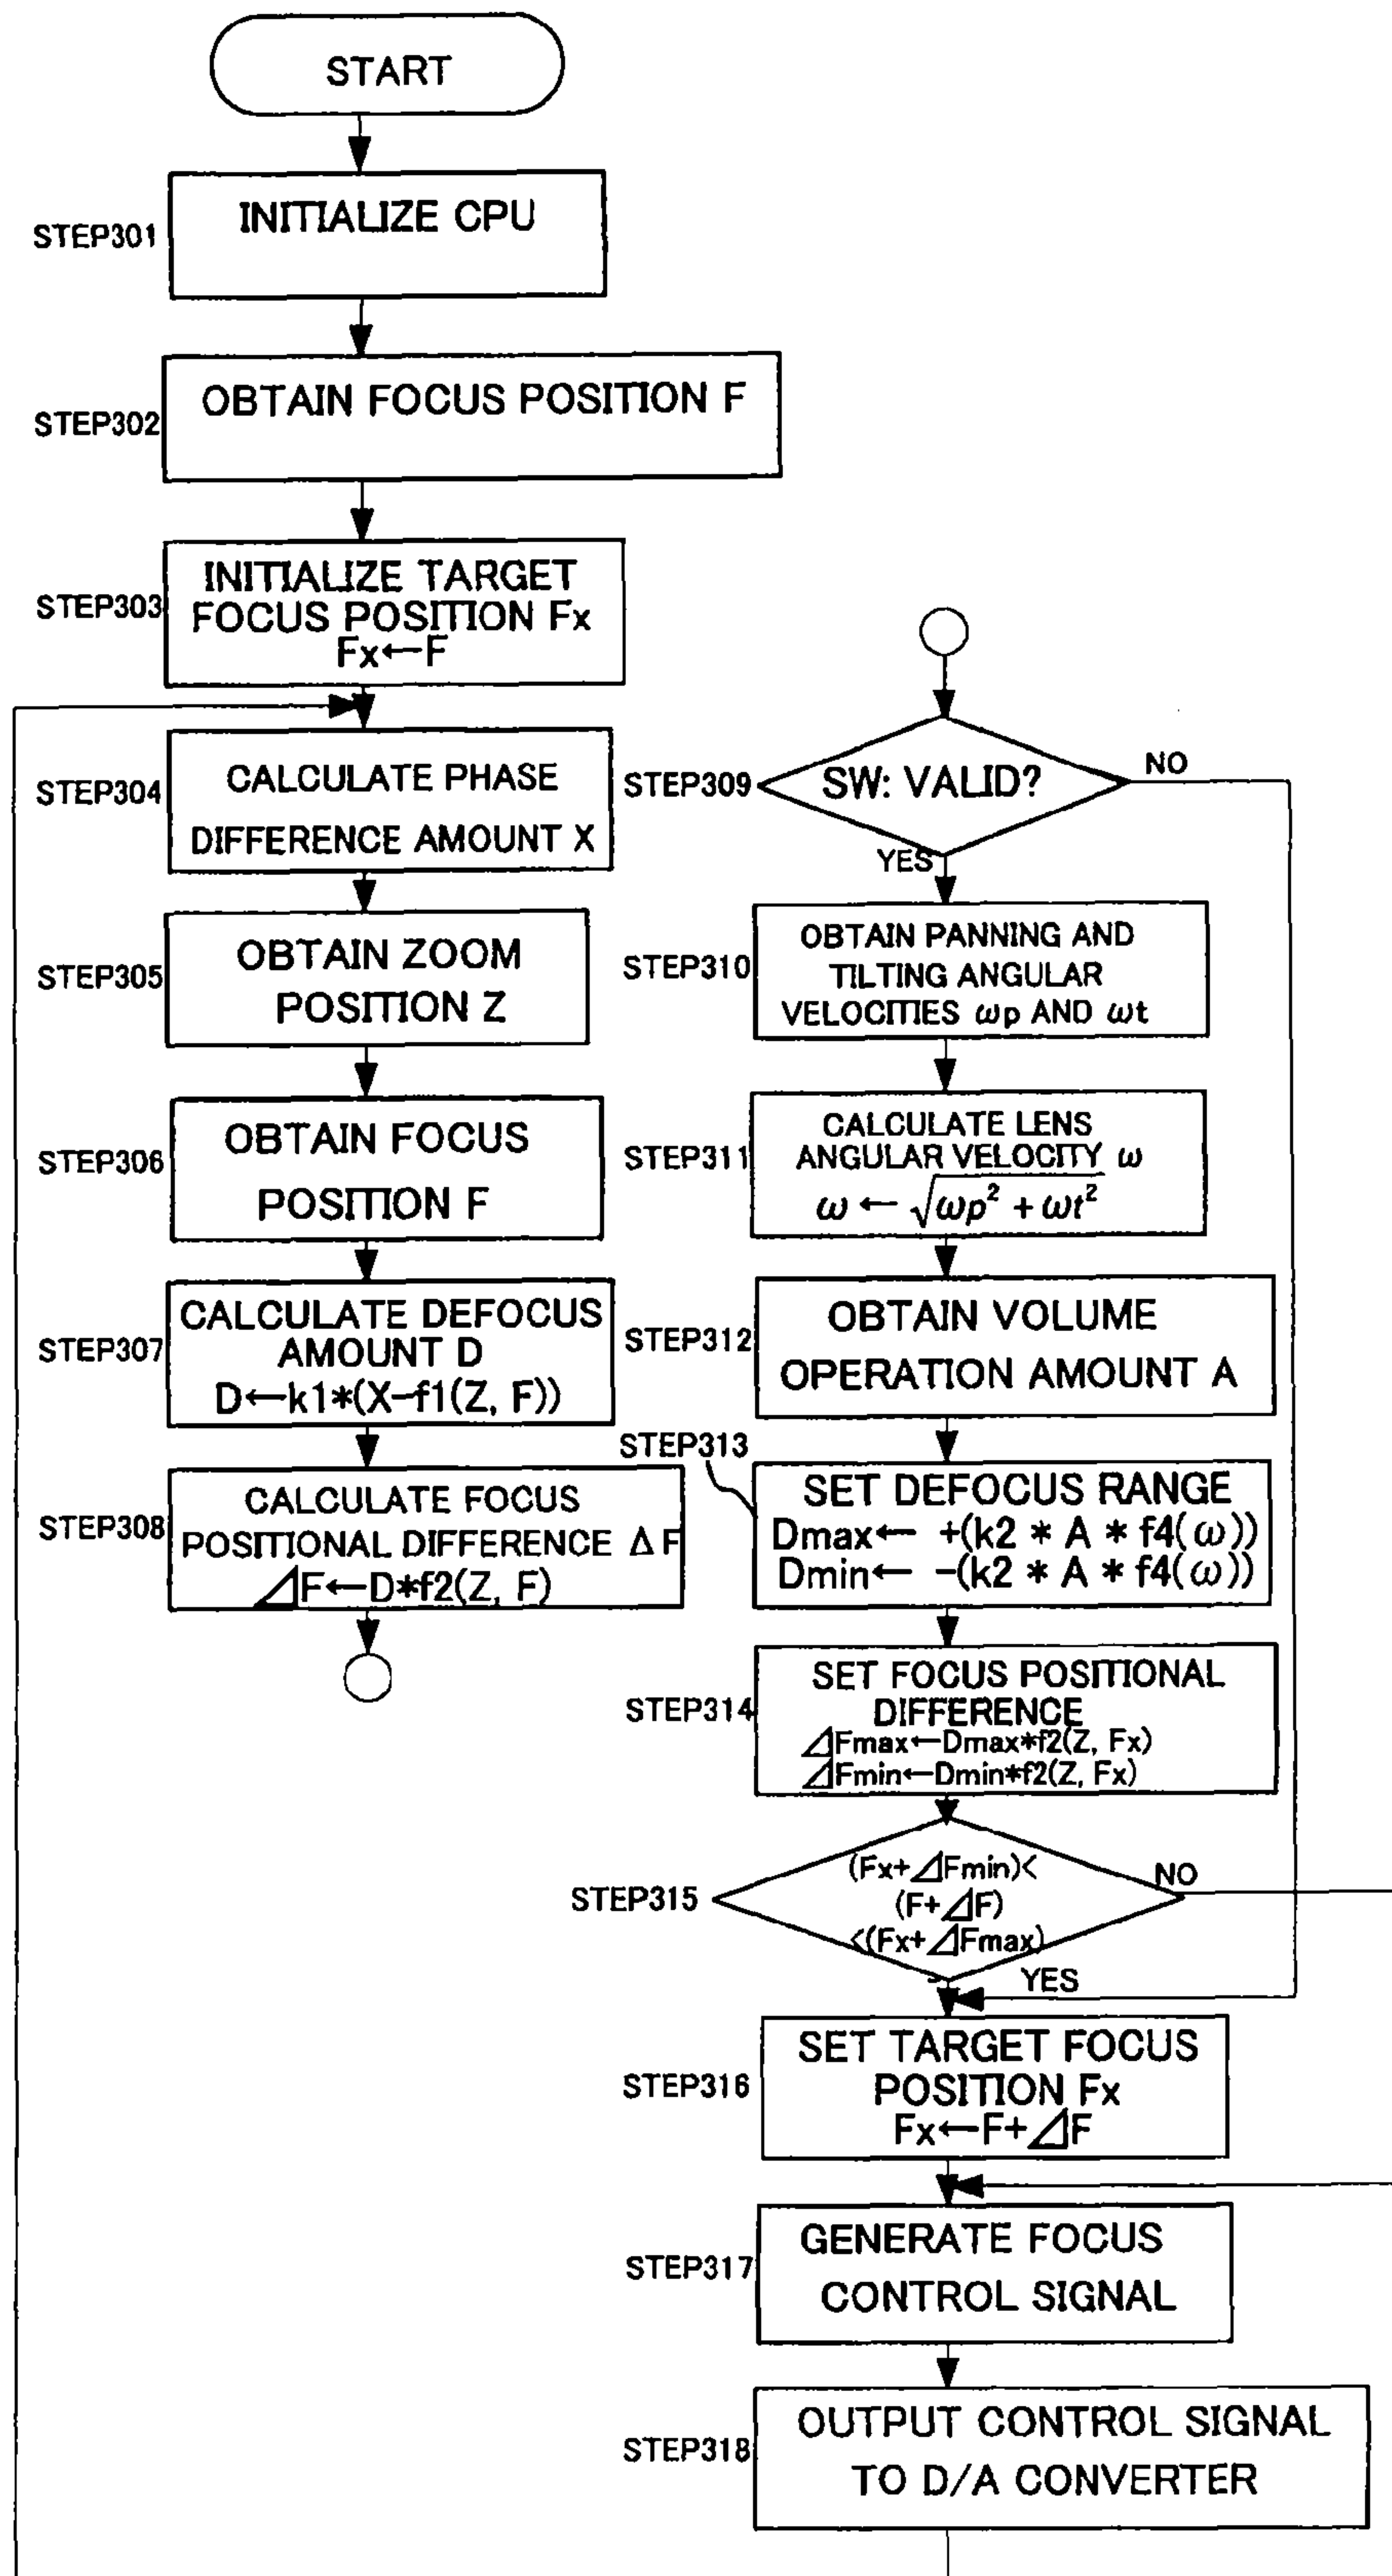 START
STEP301
INITIALIZE CPU
STEP302
OBTAIN FOCUS POSITION F
STEP303
INITIALIZE TARGET
FOCUS POSITION Fx
Fx←F
STEP304
CALCULATE PHASE
DIFFERENCE AMOUNT X
STEP305
OBTAIN ZOOM
POSITION Z
STEP306
OBTAIN FOCUS
POSITION F
STEP307
CALCULATE DEFOCUS
AMOUNT D
D←k1*(X-f1(Z, F))
STEP308
CALCULATE FOCUS
POSITIONAL DIFFERENCE Δ F
⊿F←D*f2(Z, F)
STEP309
SW: VALID?
NO
YES
STEP310
OBTAIN PANNING AND
TILTING ANGULAR
VELOCITIES ωp AND ωt
STEP311
CALCULATE LENS
ANGULAR VELOCITY ω
ω ← √ωp² + ωt²
STEP312
OBTAIN VOLUME
OPERATION AMOUNT A
STEP313
SET DEFOCUS RANGE
Dmax← +(k2 * A * f4(ω))
Dmin← -(k2 * A * f4(ω))
STEP314
SET FOCUS POSITIONAL
DIFFERENCE
⊿Fmax←Dmax*f2(Z, Fx)
⊿Fmin←Dmin*f2(Z, Fx)
STEP315
(Fx+⊿Fmin)<
(F+⊿F)
<(Fx+⊿Fmax)
NO
YES
STEP316
SET TARGET FOCUS
POSITION Fx
Fx←F+⊿F
STEP317
GENERATE FOCUS
CONTROL SIGNAL
STEP318
OUTPUT CONTROL SIGNAL
TO D/A CONVERTER